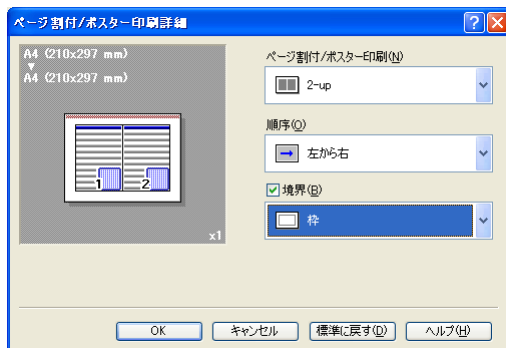 ページ割付/ポスター印刷詳細
A4 (210x297 mm)
A4 (210x297 mm)
1 2
x1
ページ割付/ポスター印刷(N)
2-up
順序(O)
左から右
境界(B)
枠
OK キャンセル 標準に戻す(D) ヘルプ(H)